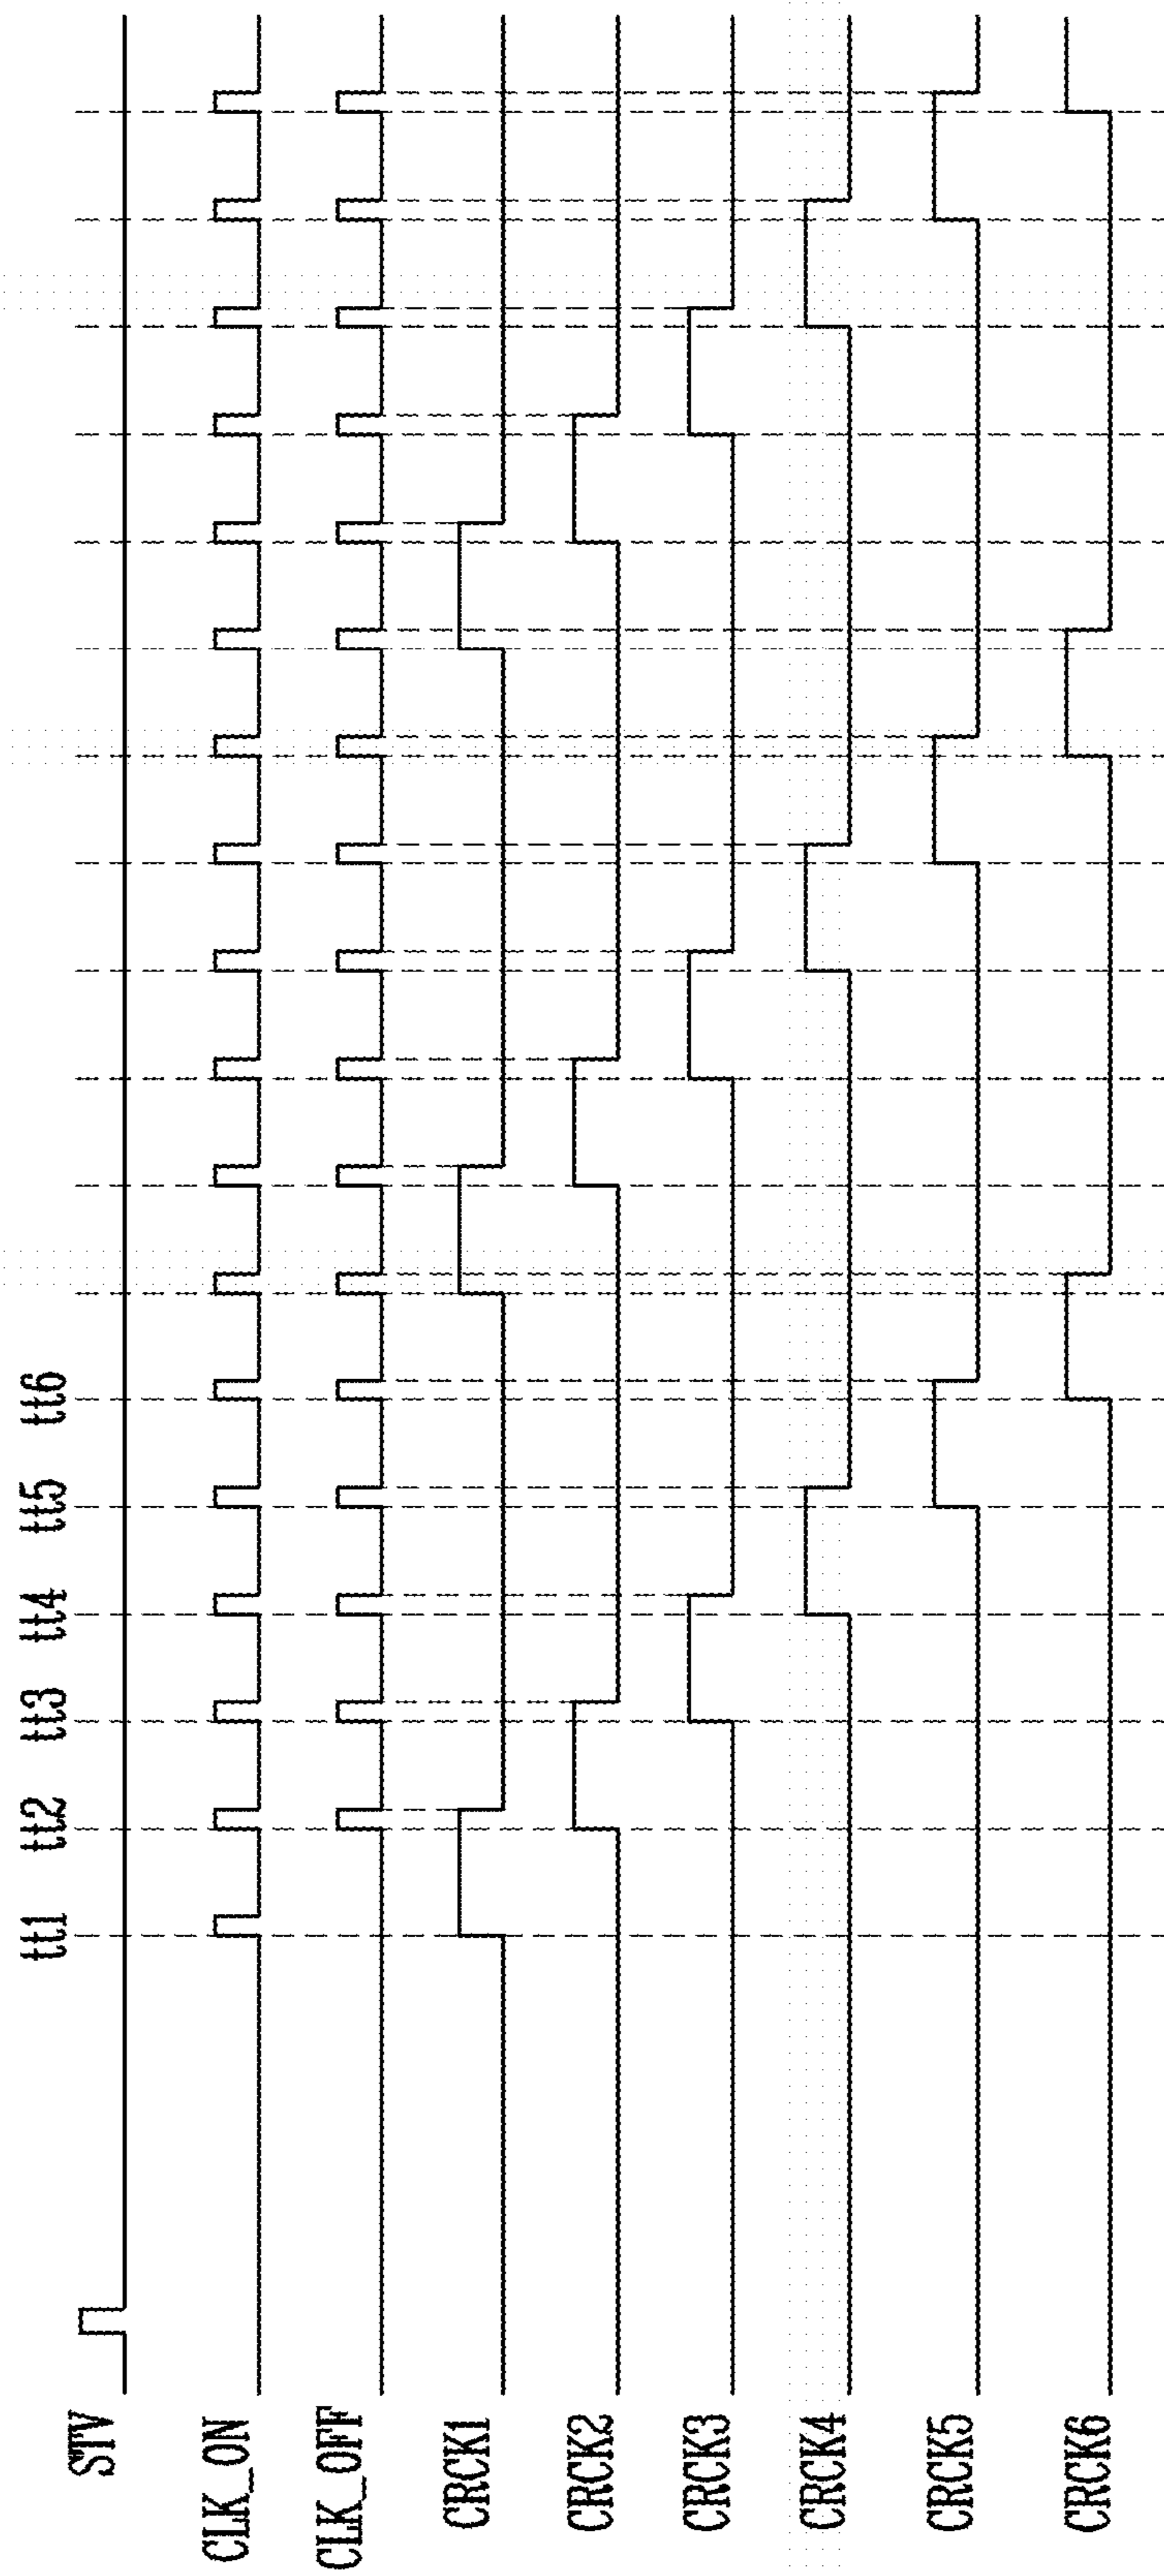 tt1 tt2 tt3 tt4 tt5 tt6
STV
CLK_ON
CLK_OFF
CRCK1
CRCK2
CRCK3
CRCK4
CRCK5
CRCK6